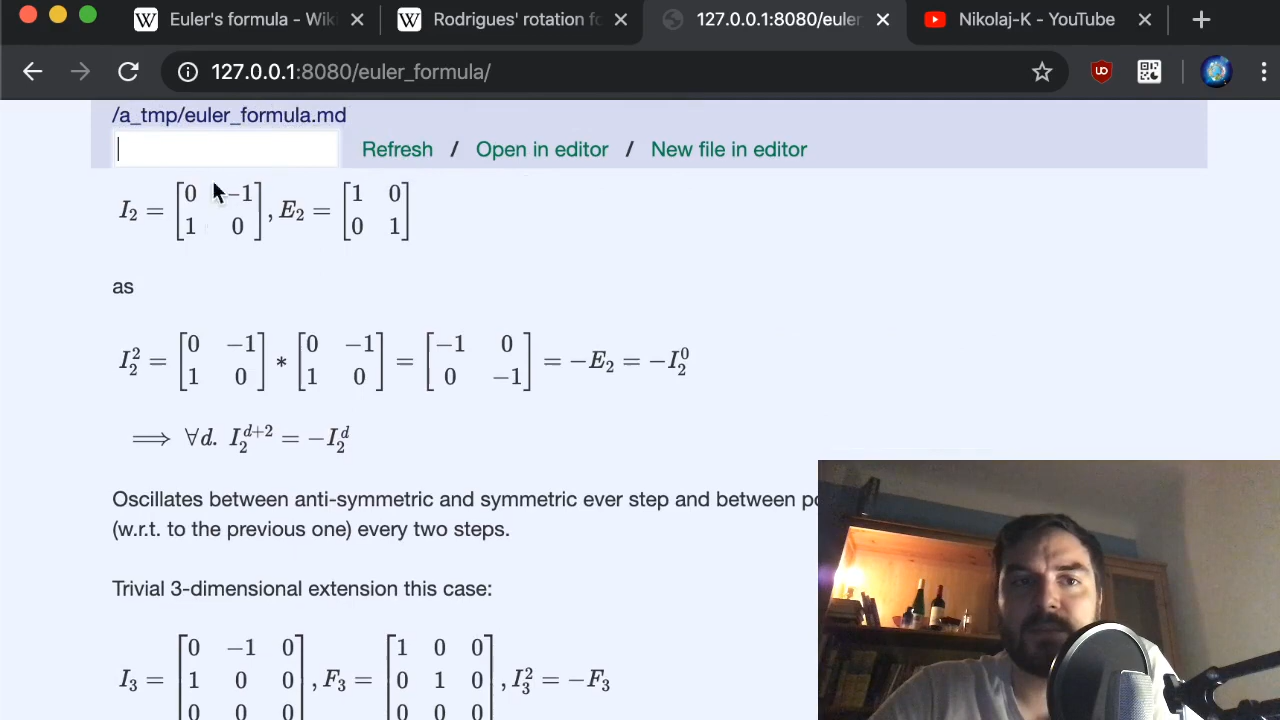 Euler's formula - Wiki
Rodrigues' rotation fo
127.0.0.1:8080/euler
Nikolaj-K - YouTube
127.0.0.1:8080/euler_formula/
/a_tmp/euler_formula.md
Refresh / Open in editor / New file in editor
I_2 = [0 -1; 1 0], E_2 = [1 0; 0 1]
as
I_2^2 = [0 -1; 1 0] * [0 -1; 1 0] = [-1 0; 0 -1] = -E_2 = -I_2^0
⟹ ∀d. I_2^{d+2} = -I_2^d
Oscillates between anti-symmetric and symmetric ever step and between
(w.r.t. to the previous one) every two steps.
Trivial 3-dimensional extension this case:
I_3 = [0 -1 0; 1 0 0; 0 0 0], F_3 = [1 0 0; 0 1 0; 0 0 0], I_3^2 = -F_3